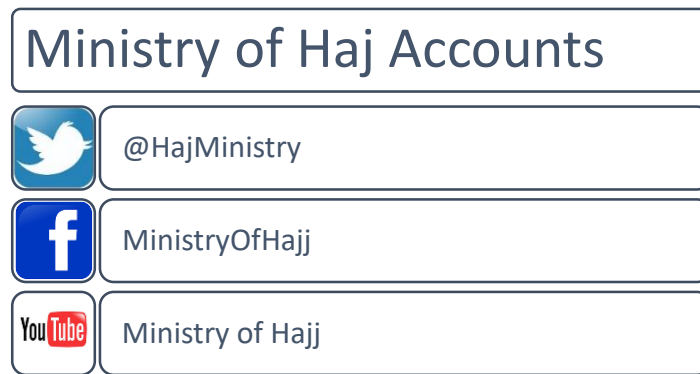 Ministry of Haj Accounts
@HajMinistry
f
MinistryOfHajj
You Tube
Ministry of Hajj